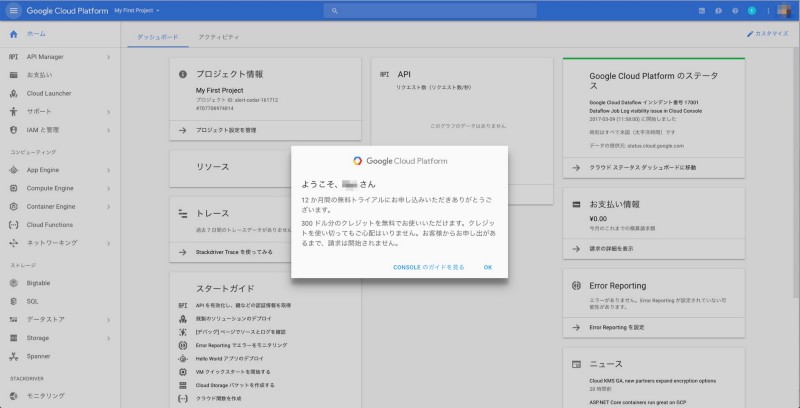 Google Cloud Platform
My First Project
ホーム
API API Manager
お支払い
Cloud Launcher
サポート
IAM と管理
コンピューティング
App Engine
Compute Engine
Container Engine
Cloud Functions
ネットワーキング
ストレージ
Bigtable
SQL
データストア
Storage
Spanner
STACKDRIVER
モニタリング
ダッシュボード
アクティビティ
カスタマイズ
プロジェクト情報
My First Project
プロジェクト ID: alert-cedar-161712
#707706974614
プロジェクト設定を管理
リソース
トレース
過去 7 日間のトレースデータがありません
Stackdriver Trace を使ってみる
スタートガイド
API API を有効化し、鍵などの認証情報を取得
既製のソリューションのデプロイ
[デバッグ] ページでソースとログを確認
Error Reporting でエラーをモニタリング
Hello World アプリのデプロイ
VM クイックスタートを開始する
Cloud Storage バケットを作成する
クラウド関数を作成
API API
リクエスト数（リクエスト数/秒）
このグラフのデータはありません
Google Cloud Platform
ようこそ、
さん
12 か月間の無料トライアルにお申し込みいただきありがとうご
ざいます。
300 ドル分のクレジットを無料でお使いいただけます。クレジッ
トを使い切ってもご心配はいりません。お客様からお申し出があ
るまで、請求は開始されません。
CONSOLE のガイドを見る
OK
Google Cloud Platform のステータ
ス
Google Cloud Dataflow インシデント番号 17001
Dataflow Job Log visibility issue in Cloud Console
2017-03-09 (11:58:00) に開始しました
時刻はすべて米国（太平洋時間）です
データの提供元: status.cloud.google.com
クラウド ステータス ダッシュボードに移動
お支払い情報
¥0.00
今月のこれまでの概算請求額
請求の詳細を表示
Error Reporting
エラーがありません。Error Reporting が設定されていない可
能性があります。
Error Reporting を設定
ニュース
Cloud KMS GA, new partners expand encryption options
20 時間前
ASP.NET Core containers run great on GCP